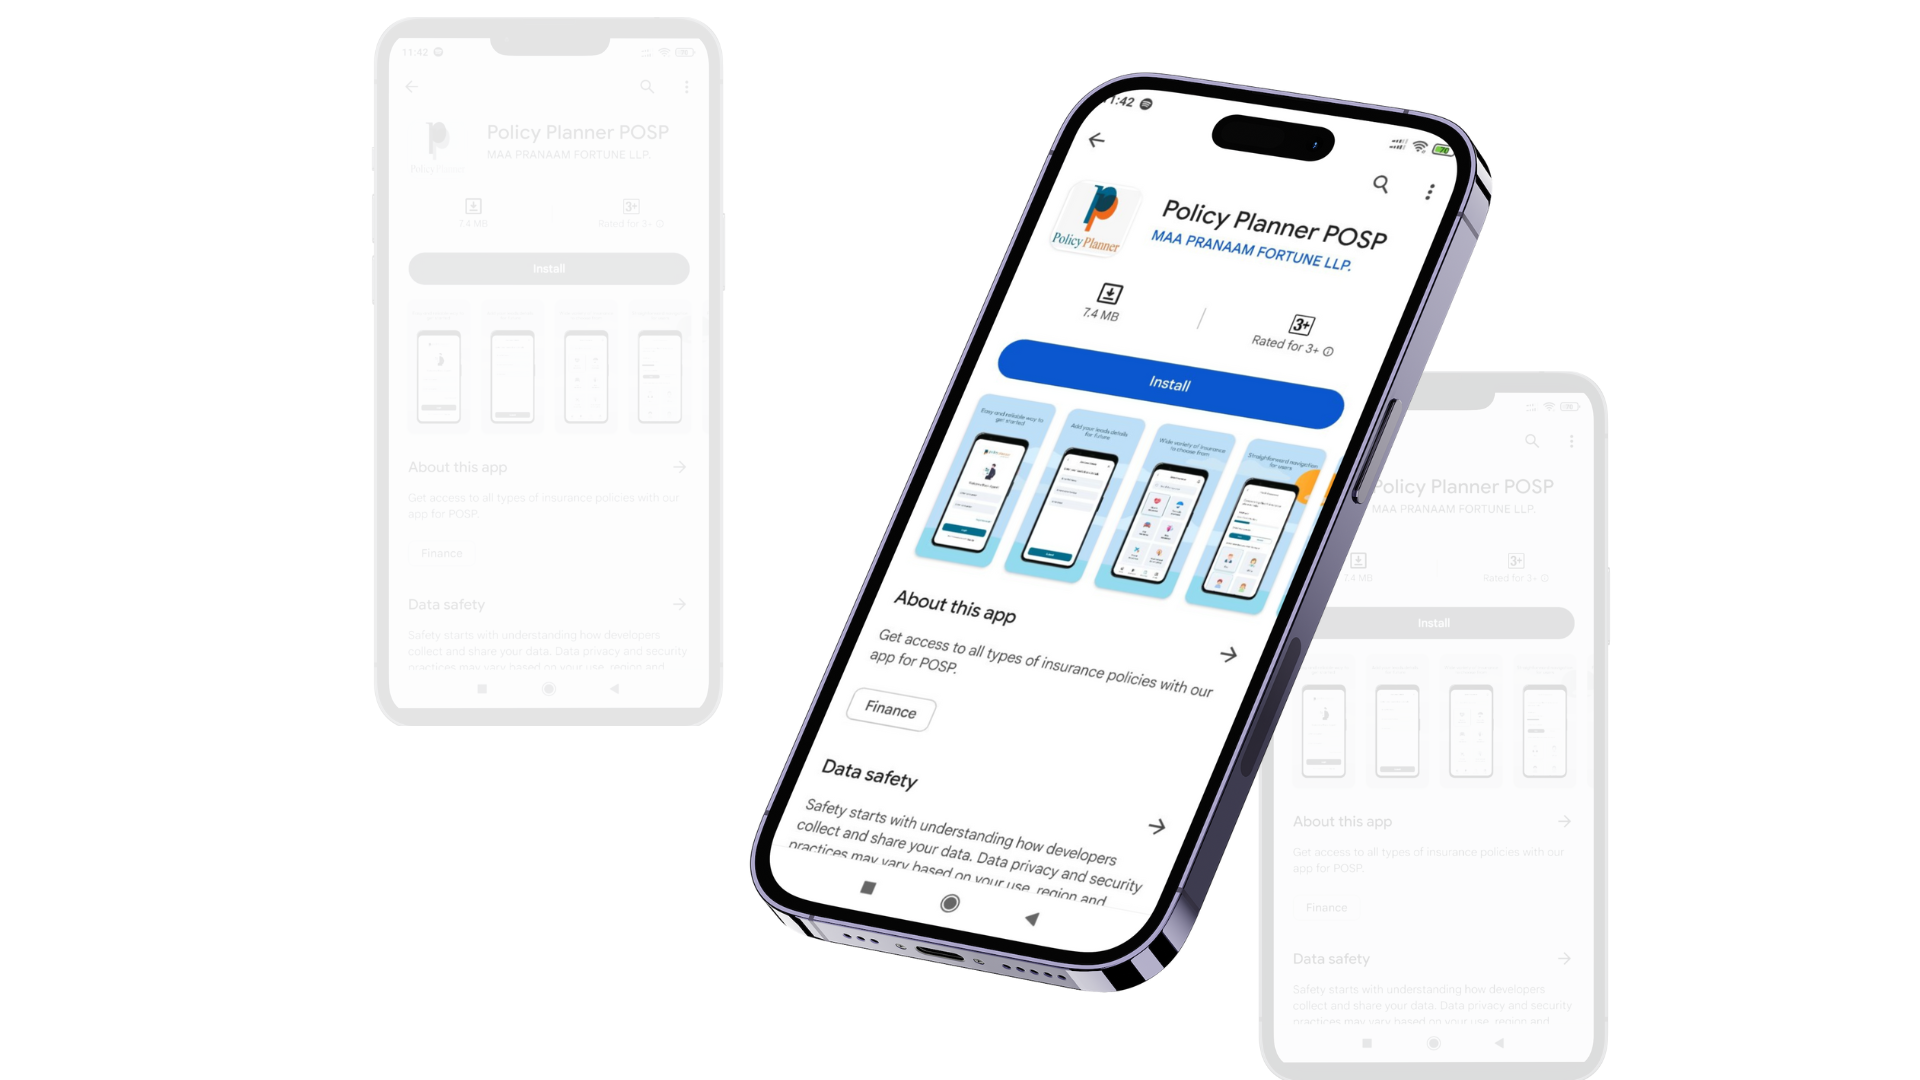 11:42
Policy Planner POSP
MAA PRANAAM FORTUNE LLP.
Policy Planner
7.4 MB
3+
Rated for 3+
Install
About this app
Get access to all types of insurance policies with our
app for POSP.
Finance
Data safety
Safety starts with understanding how developers
collect and share your data. Data privacy and security
practices may vary based on your use, region and
11:42
70
Policy Planner POSP
MAA PRANAAM FORTUNE LLP.
Policy Planner
7.4 MB
3+
Rated for 3+
Install
Easy and reliable way to
get started
Add your leads details
for future
Wide variety of insurance
to choose from
Straighforward navigation
for users
About this app
Get access to all types of insurance policies with our
app for POSP.
Finance
Data safety
Safety starts with understanding how developers
collect and share your data. Data privacy and security
practices may vary based on your use, region and
Policy Planner POSP
MAA PRANAAM FORTUNE LLP.
7.4 MB
3+
Rated for 3+
Install
About this app
Get access to all types of insurance policies with our
app for POSP.
Finance
Data safety
Safety starts with understanding how developers
collect and share your data. Data privacy and security
practices may vary based on your use, region and